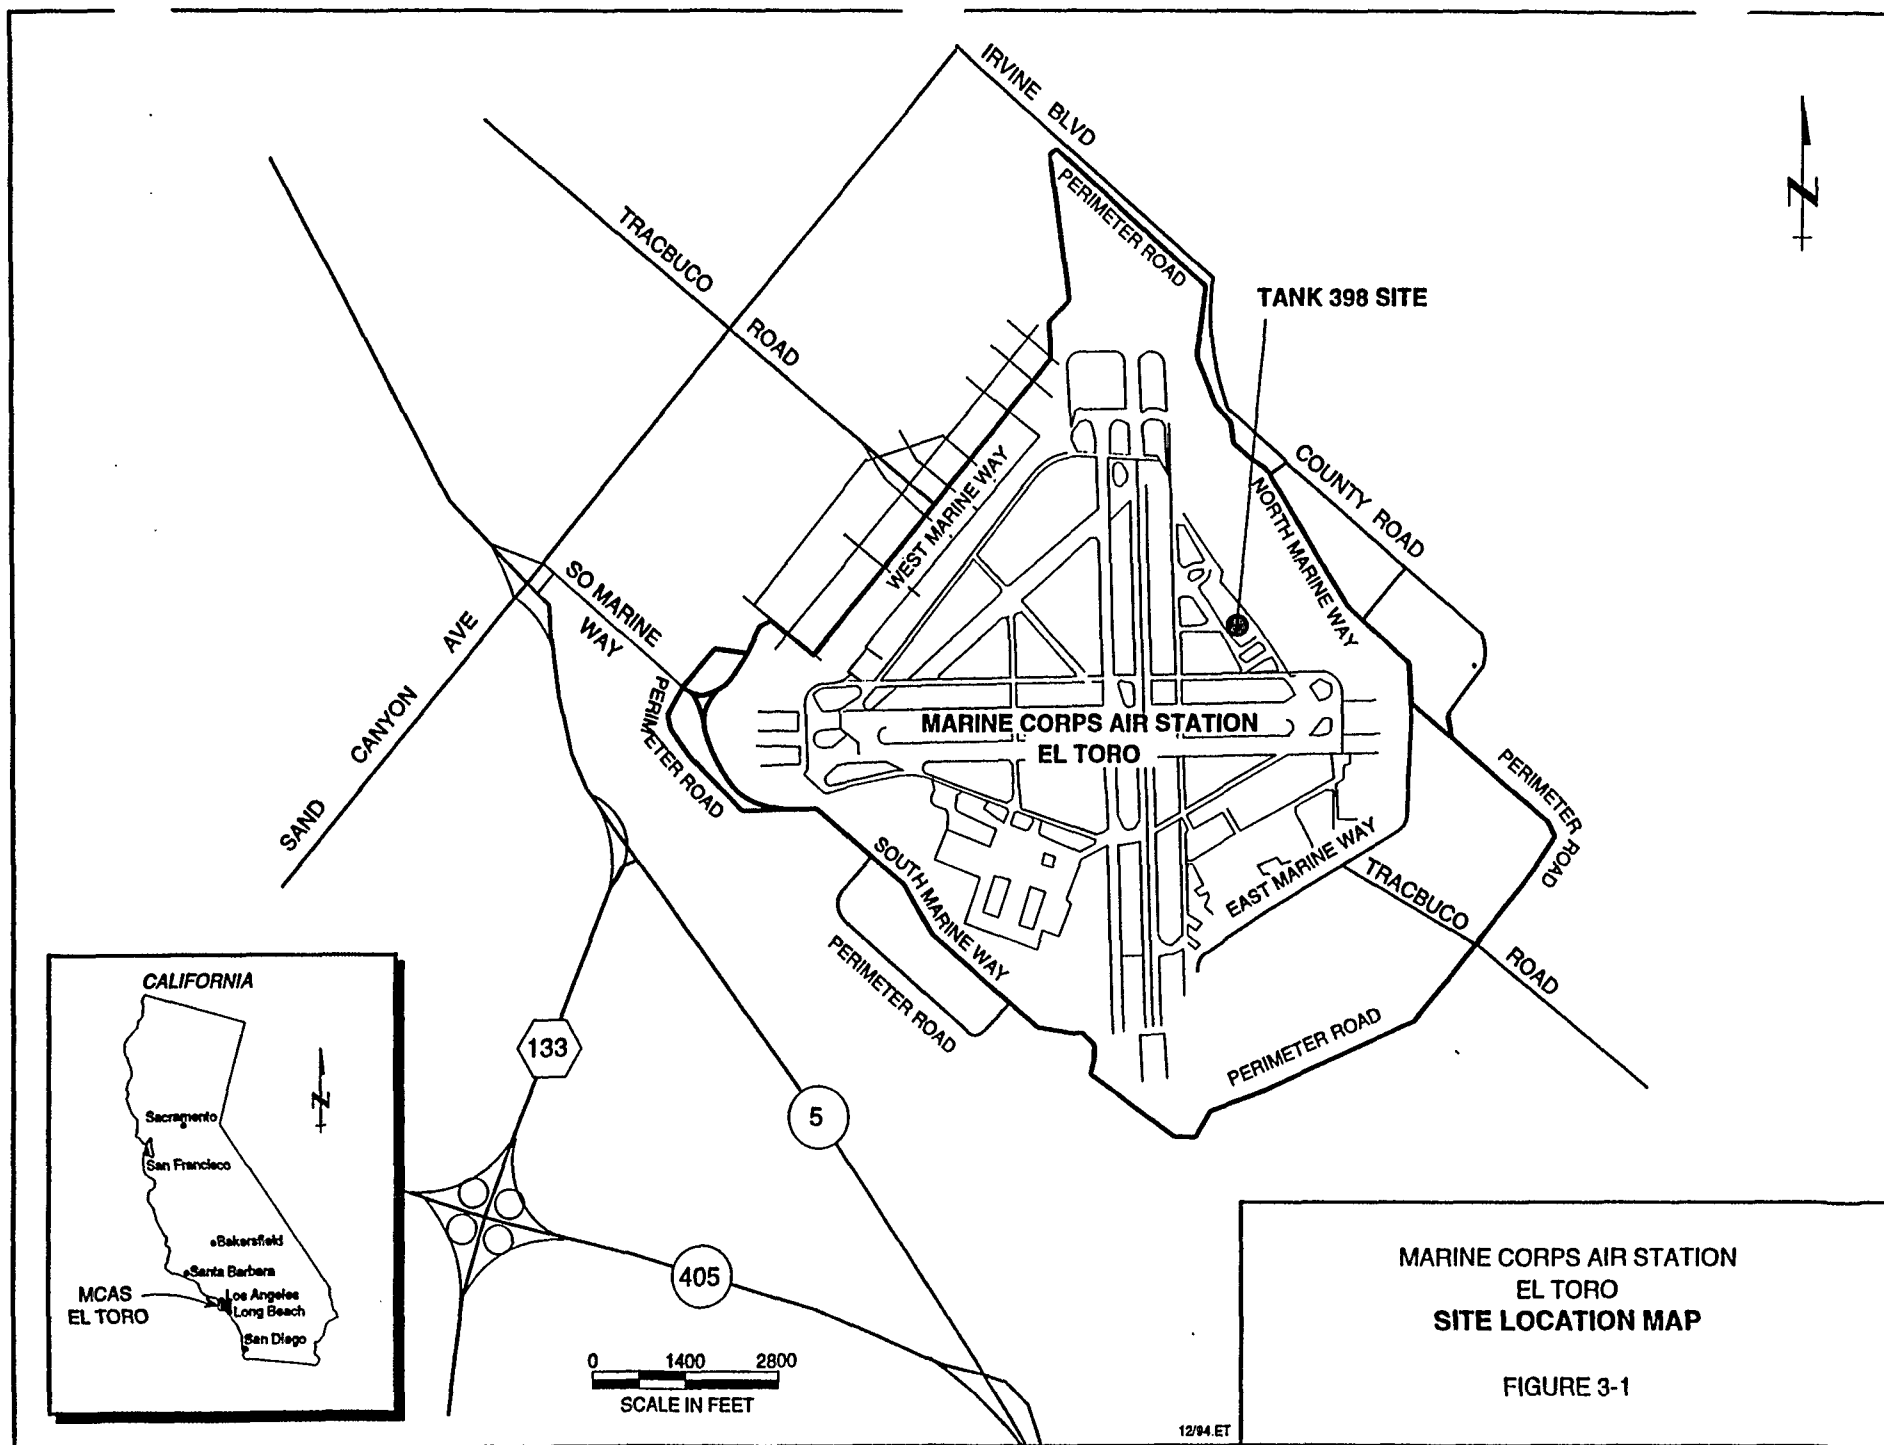 IRVINE BLVD
PERIMETER ROAD
N
TRACBUCO
ROAD
TANK 398 SITE
COUNTY ROAD
NORTH MARINE WAY
WEST MARINE WAY
SO MARINE
WAY
SAND CANYON AVE
PERIMETER ROAD
MARINE CORPS AIR STATION
EL TORO
PERIMETER
ROAD
SOUTH MARINE WAY
EAST MARINE WAY
TRACBUCO
ROAD
PERIMETER ROAD
PERIMETER ROAD
133
5
405
CALIFORNIA
N
Sacramento
San Francisco
Bakersfield
Santa Barbara
MCAS
EL TORO
Los Angeles
Long Beach
San Diego
0 1400 2800
SCALE IN FEET
12/94 ET
MARINE CORPS AIR STATION
EL TORO
SITE LOCATION MAP
FIGURE 3-1